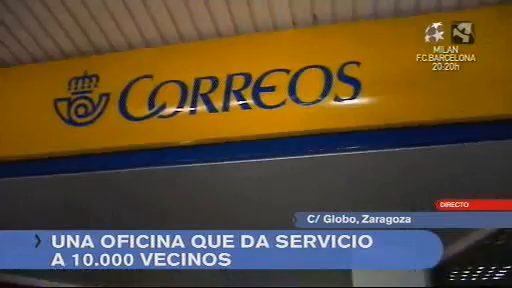 MILAN
F.C.BARCELONA
20:20h
CORREOS
DIRECTO
C/ Globo, Zaragoza
UNA OFICINA QUE DA SERVICIO
A 10.000 VECINOS